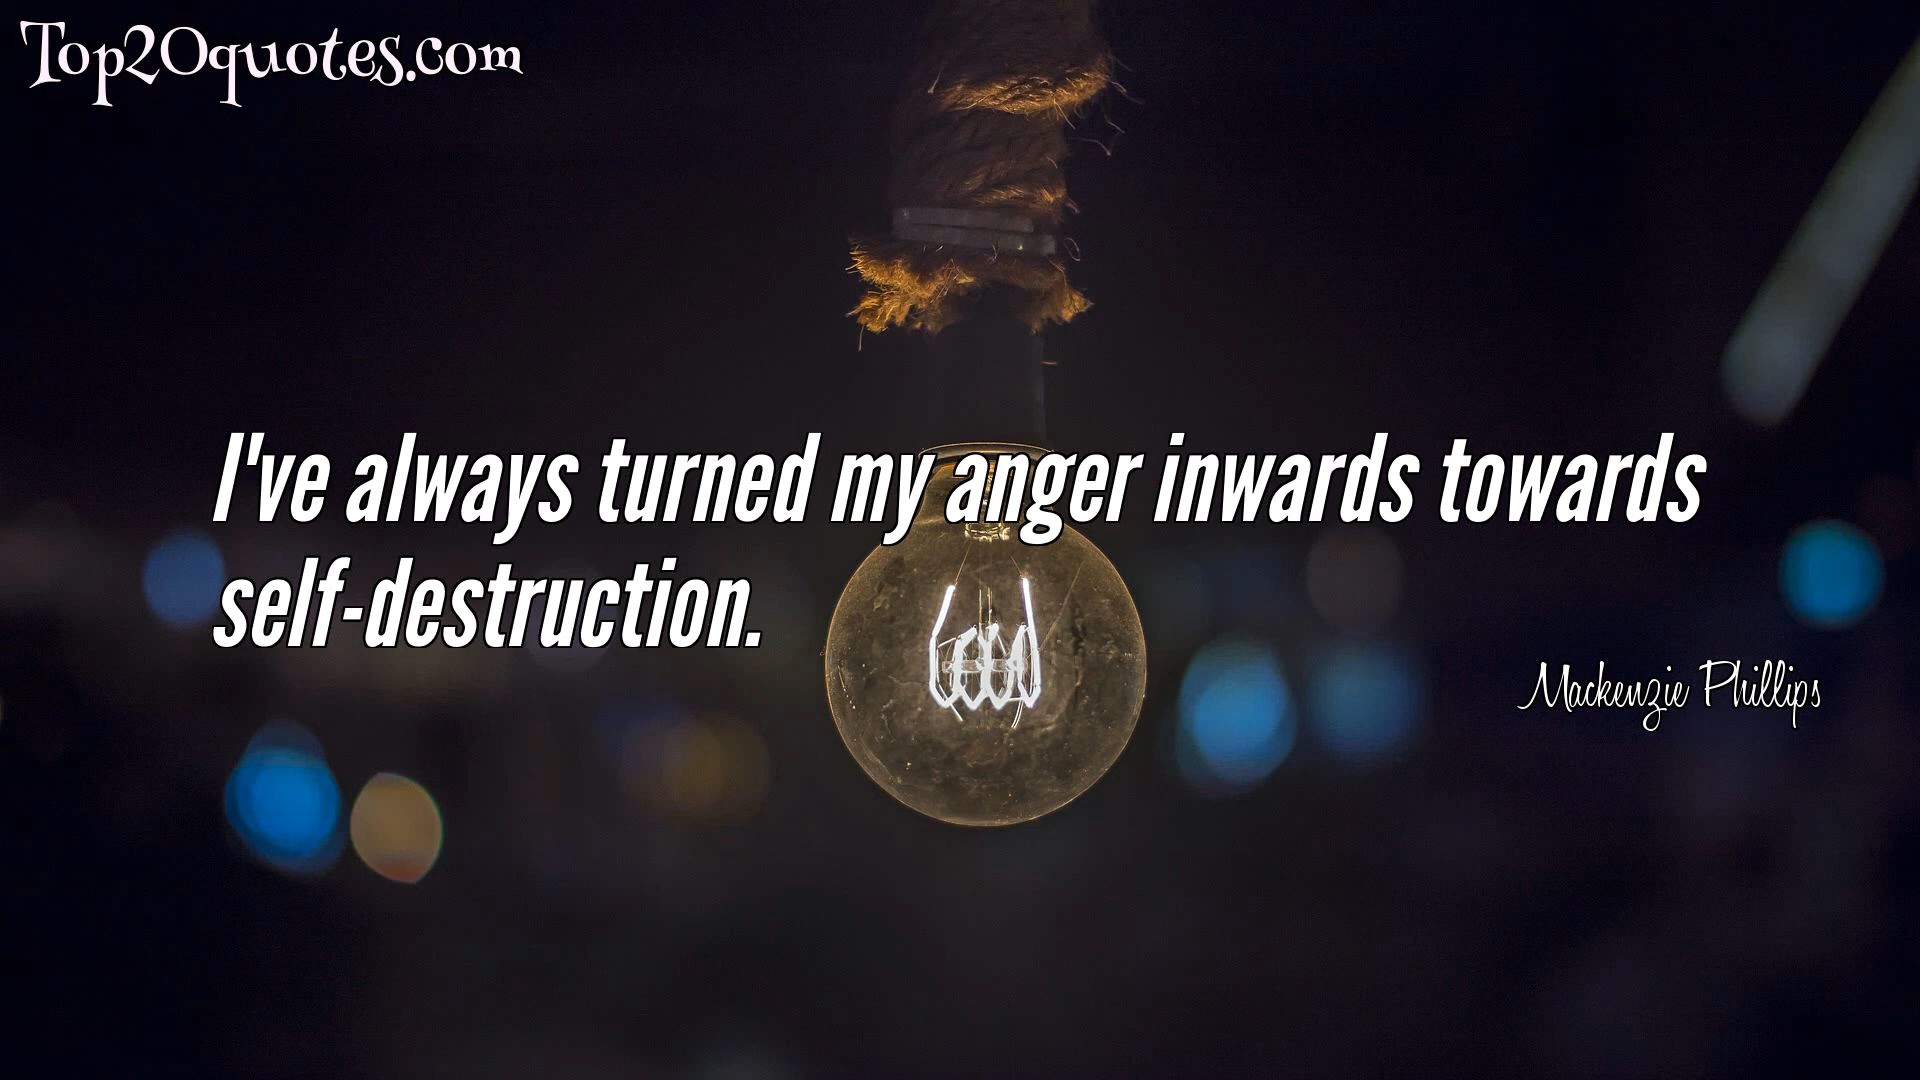 Top20quotes.com
I've always turned my anger inwards towards
self-destruction.
Mackenzie Phillips